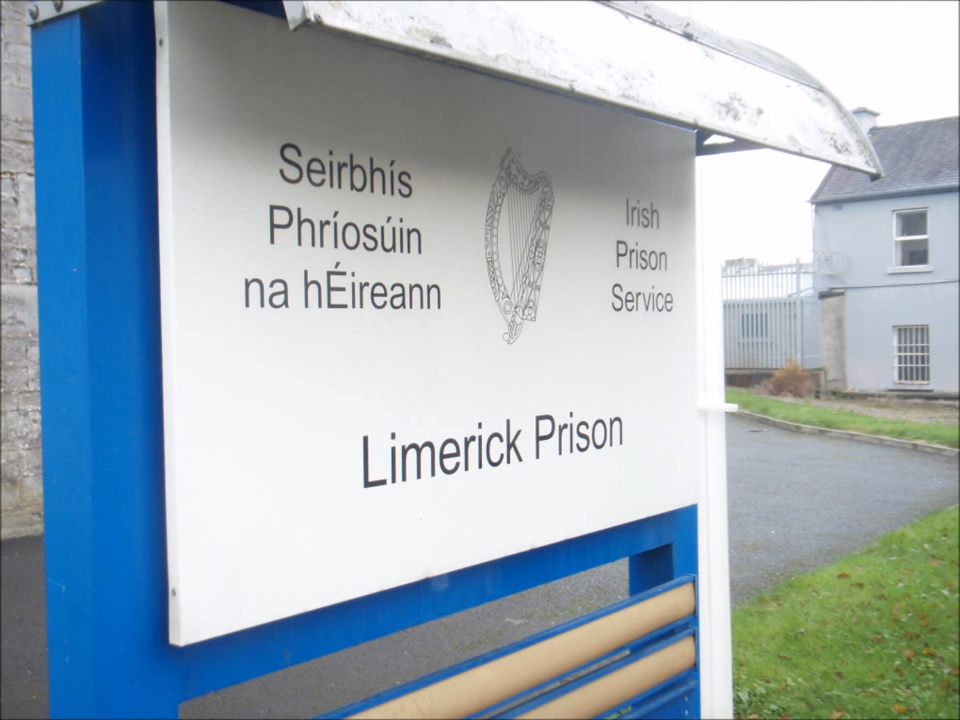 Seirbhís
Phríosúin
na hÉireann
Irish
Prison
Service
Limerick Prison